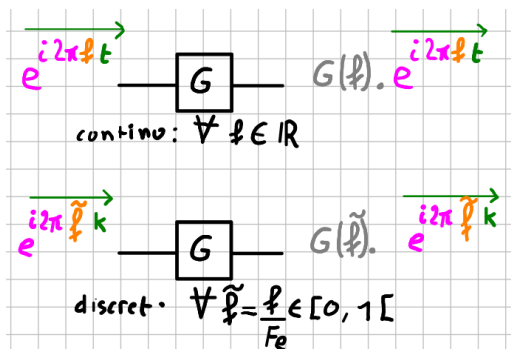 e^{i2πft} G G(f). e^{i2πft}
continu: ∀ f ∈ ℝ
e^{i2πf̃k} G G(f̃). e^{i2πf̃k}
discret. ∀ f̃ = f/Fe ∈ [0, 1[